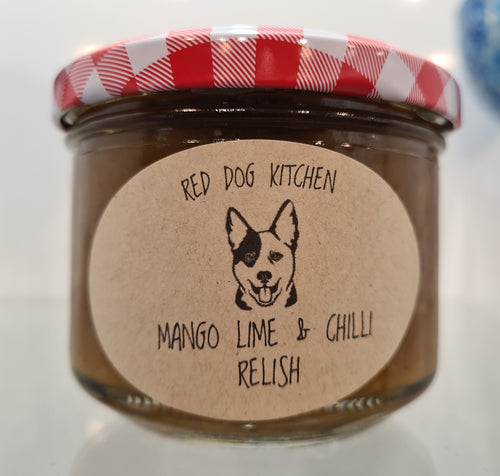 RED DOG KITCHEN
MANGO LIME & CHILLI
RELISH